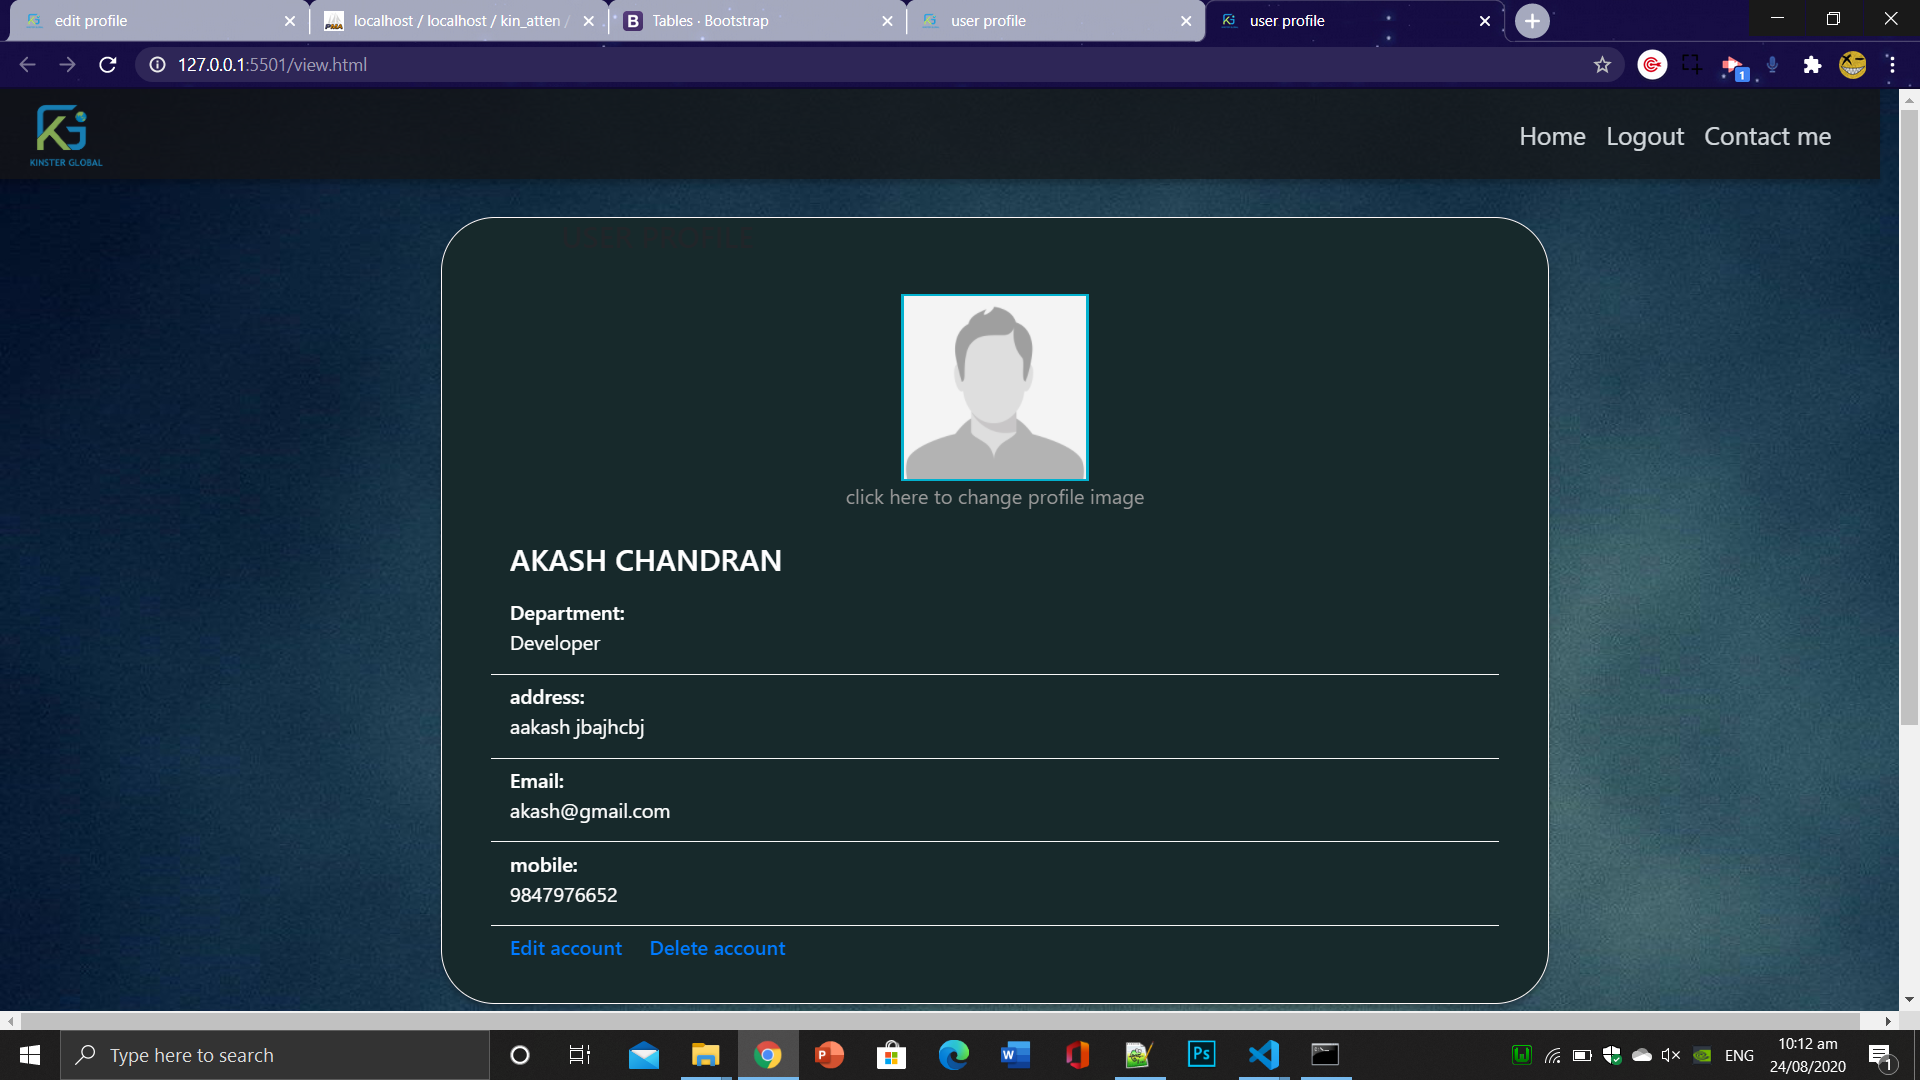 edit profile
localhost / localhost / kin_atten /
Tables · Bootstrap
user profile
user profile
127.0.0.1:5501/view.html
1
KG
KINSTER GLOBAL
Home Logout Contact me
click here to change profile image
AKASH CHANDRAN
Department:
Developer
address:
aakash jbajhcbj
Email:
akash@gmail.com
mobile:
9847976652
Edit account Delete account
Type here to search
ENG
10:12 am
24/08/2020
1